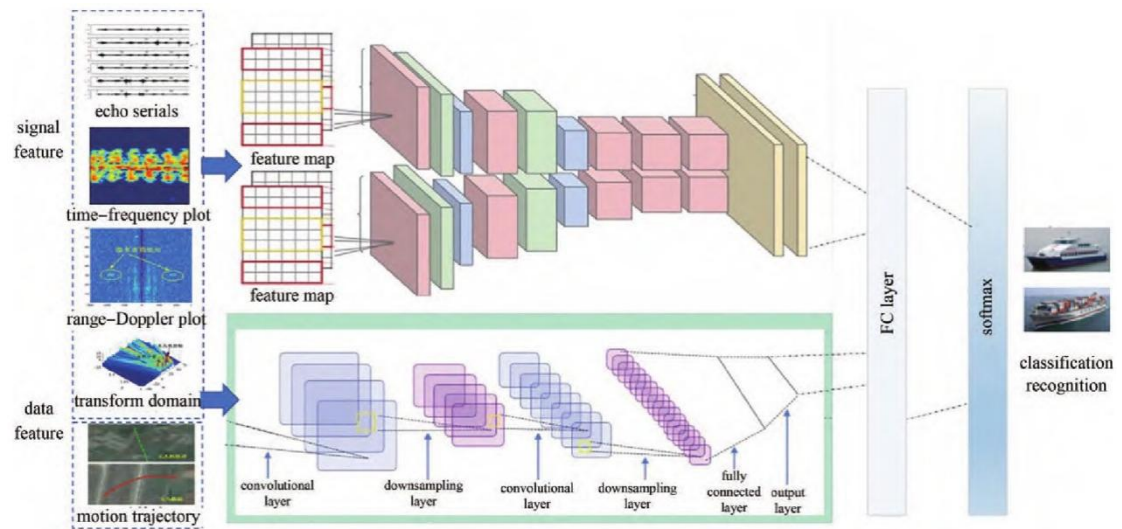 echo serials
signal
feature
time-frequency plot
range-Doppler plot
transform domain
data
feature
motion trajectory
feature map
feature map
convolutional
layer
downsampling
layer
convolutional
layer
downsampling
layer
fully
connected
layer
output
layer
FC layer
softmax
classification
recognition